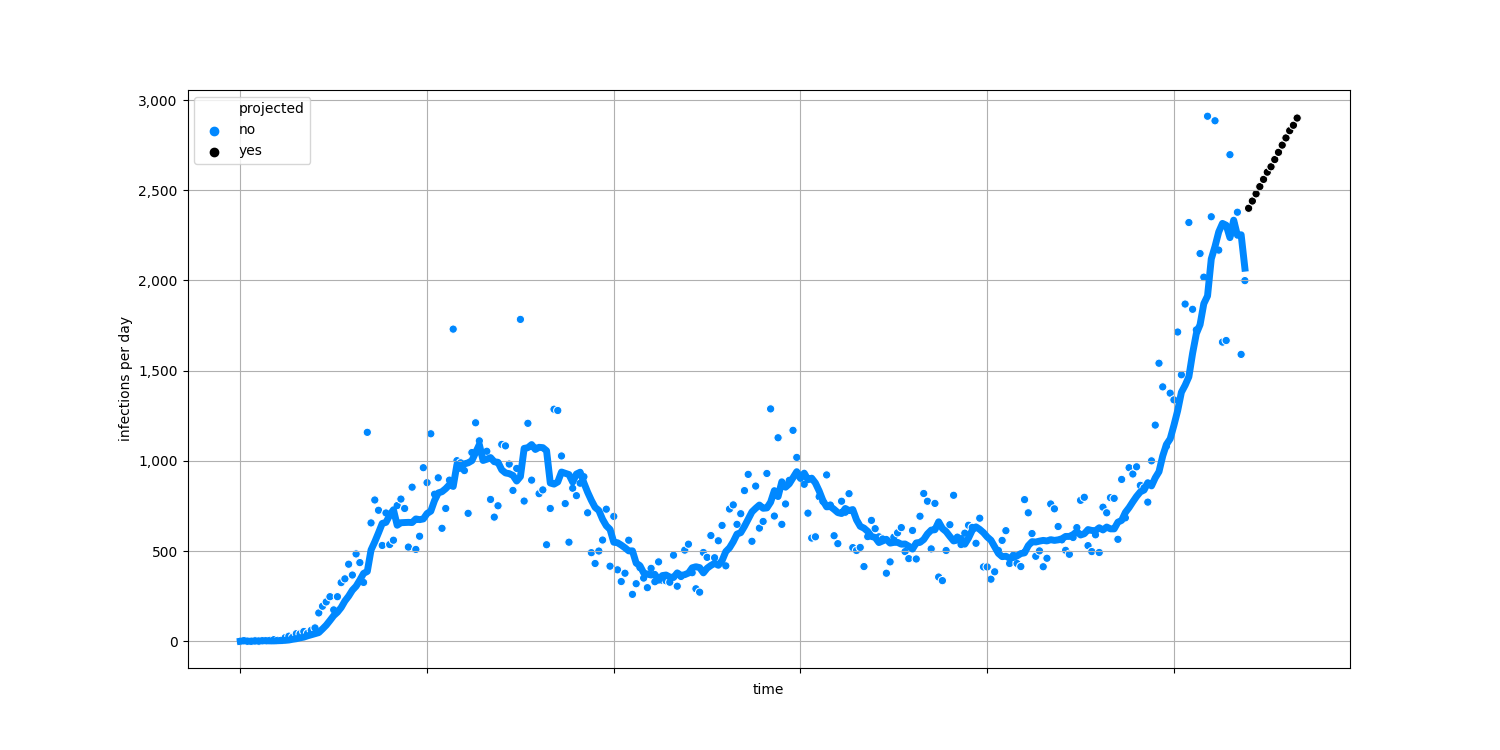 projected
no
yes
3,000
2,500
2,000
1,500
1,000
500
0
infections per day
time